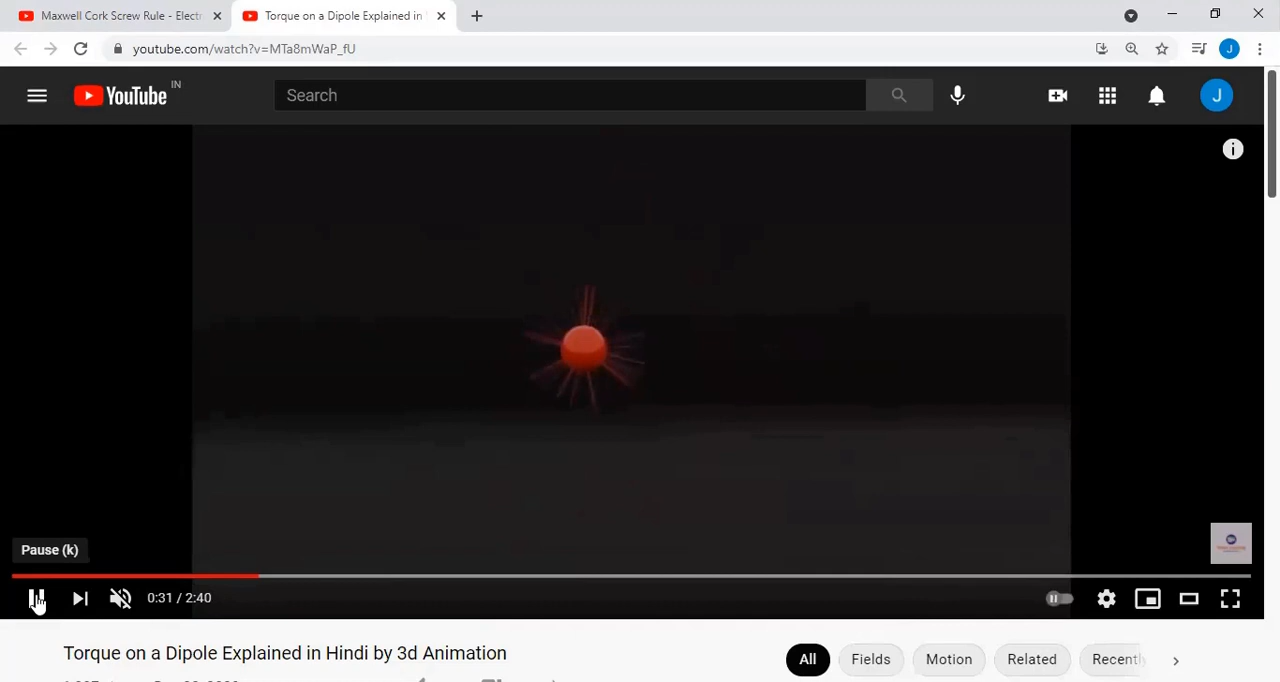 Maxwell Cork Screw Rule - Electr
Torque on a Dipole Explained in
youtube.com/watch?v=MTa8mWaP_fU
J
YouTube IN
Search
J
Pause (k)
0:31 / 2:40
Torque on a Dipole Explained in Hindi by 3d Animation
All
Fields
Motion
Related
Recently